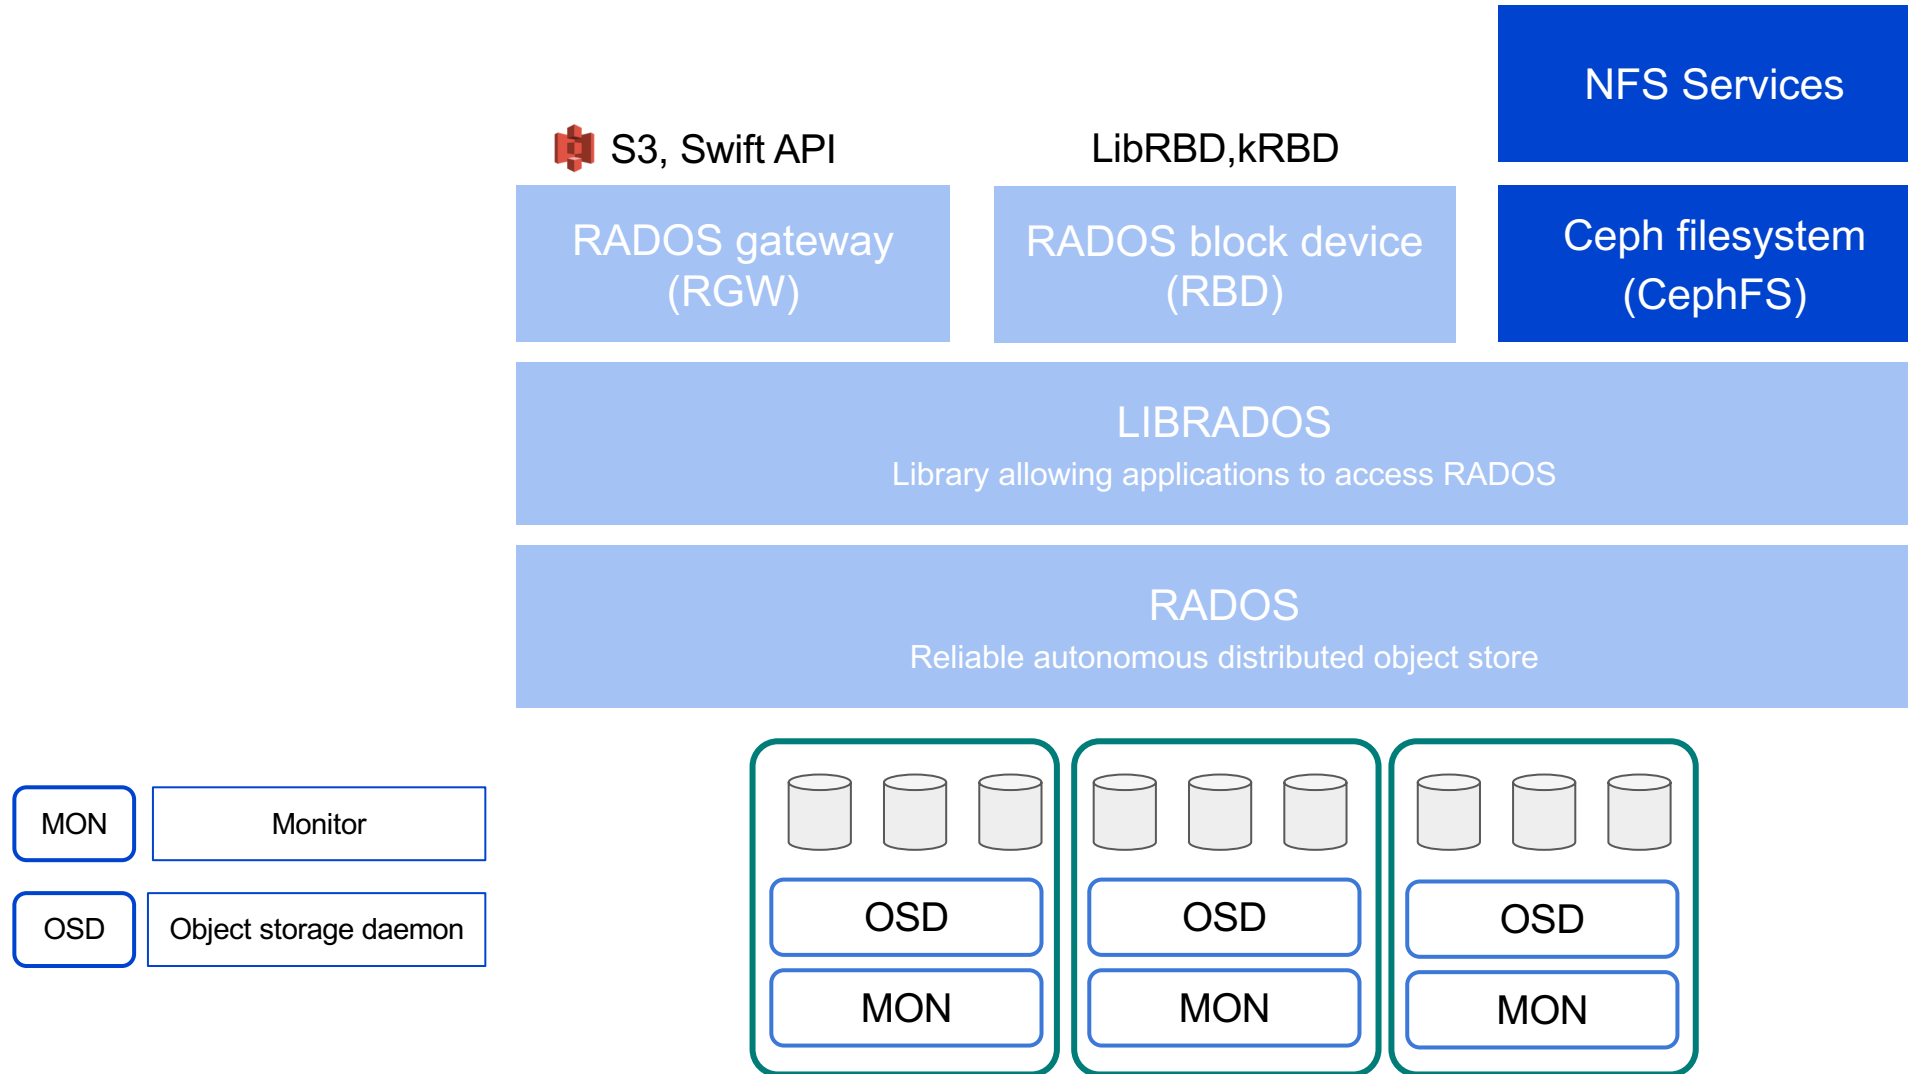 NFS Services
S3, Swift API
LibRBD,kRBD
RADOS gateway
(RGW)
RADOS block device
(RBD)
Ceph filesystem
(CephFS)
LIBRADOS
Library allowing applications to access RADOS
RADOS
Reliable autonomous distributed object store
MON
Monitor
OSD
Object storage daemon
OSD
MON
OSD
MON
OSD
MON